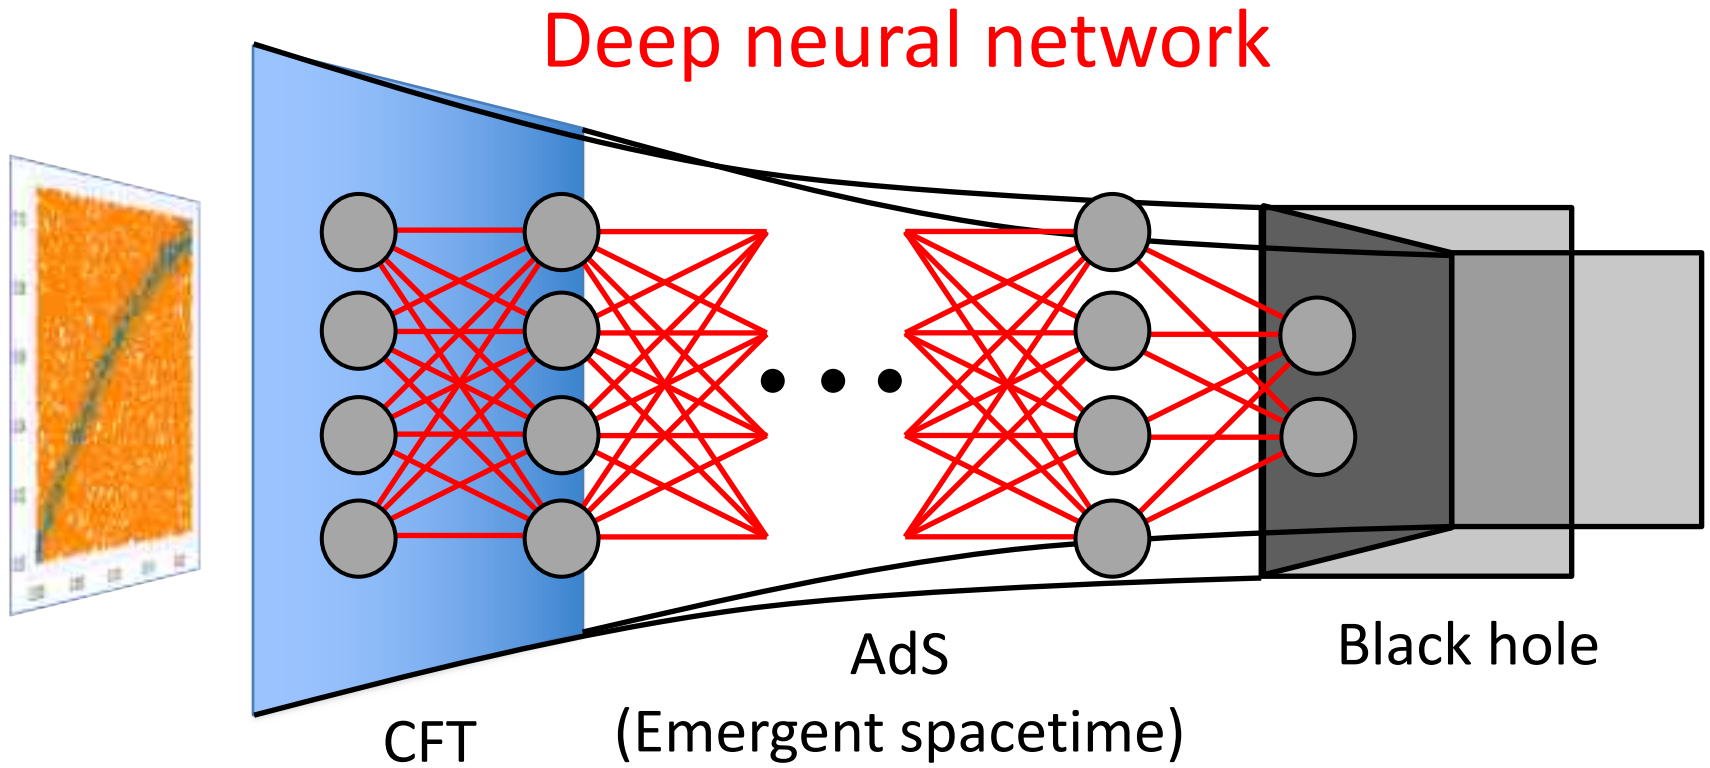 Deep neural network
CFT
AdS
(Emergent spacetime)
Black hole